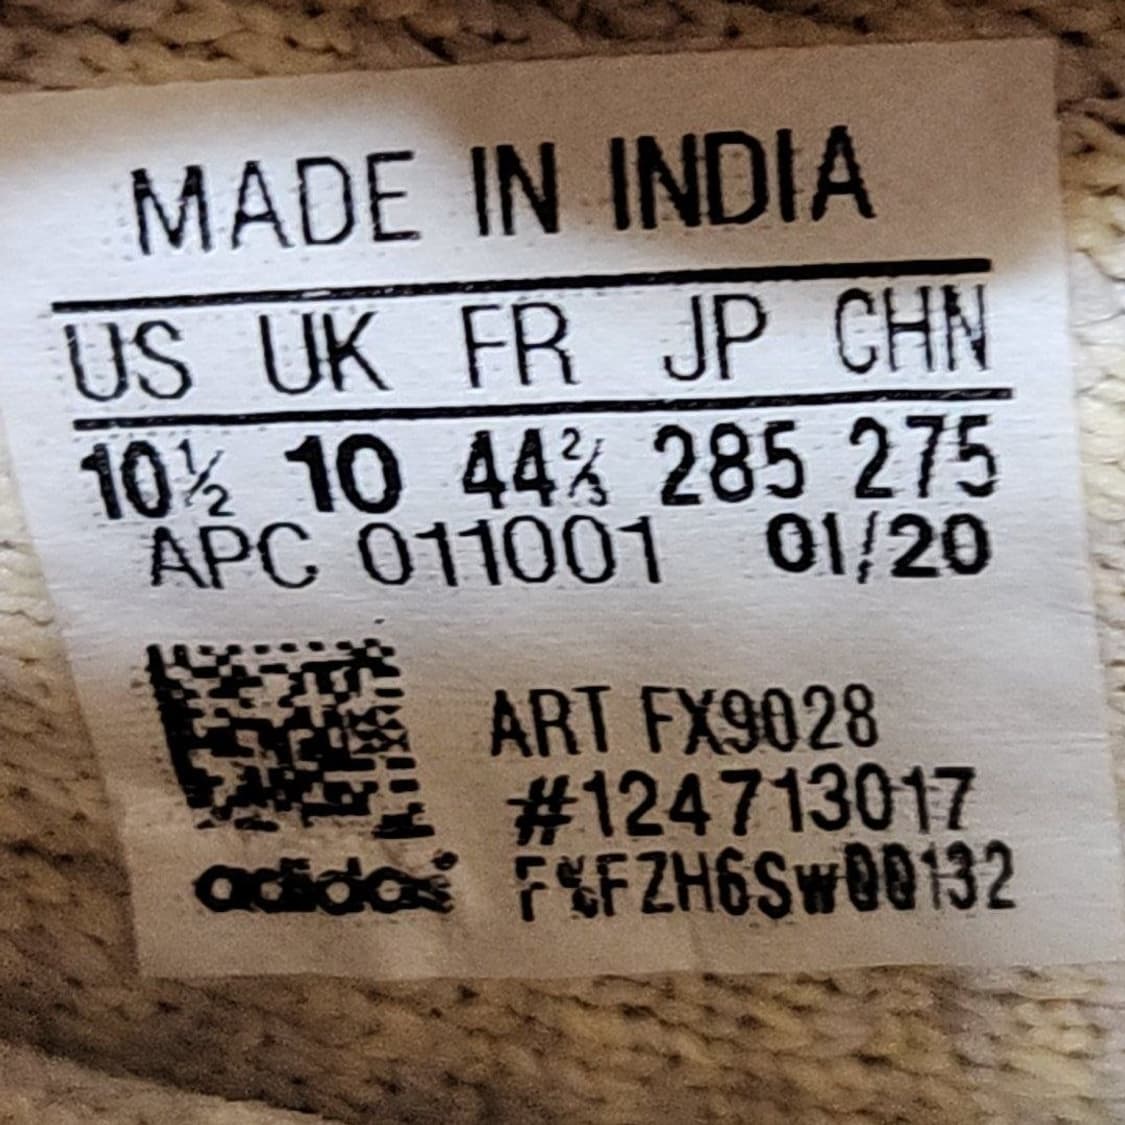 MADE IN INDIA
US UK FR JP CHN
10½ 10 44⅔ 285 275
APC 011001 01/20
ART FX9028
#124713017
adidas